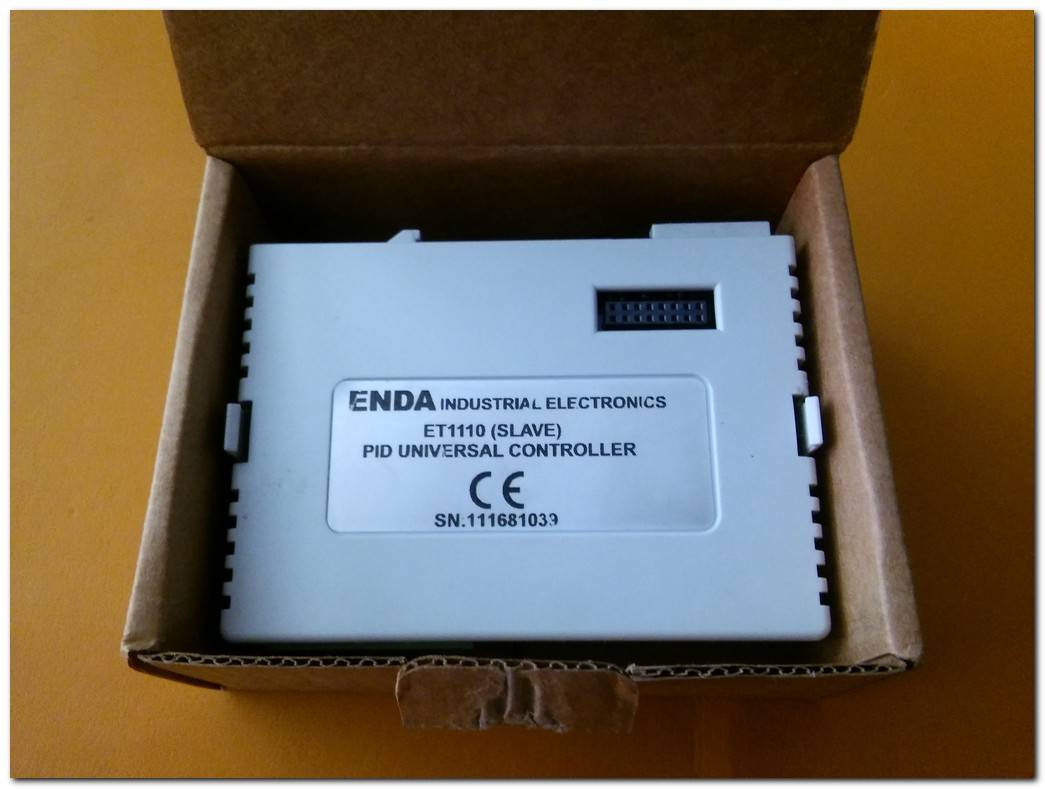 ENDA INDUSTRIAL ELECTRONICS
ET1110 (SLAVE)
PID UNIVERSAL CONTROLLER
CE
SN.111681039